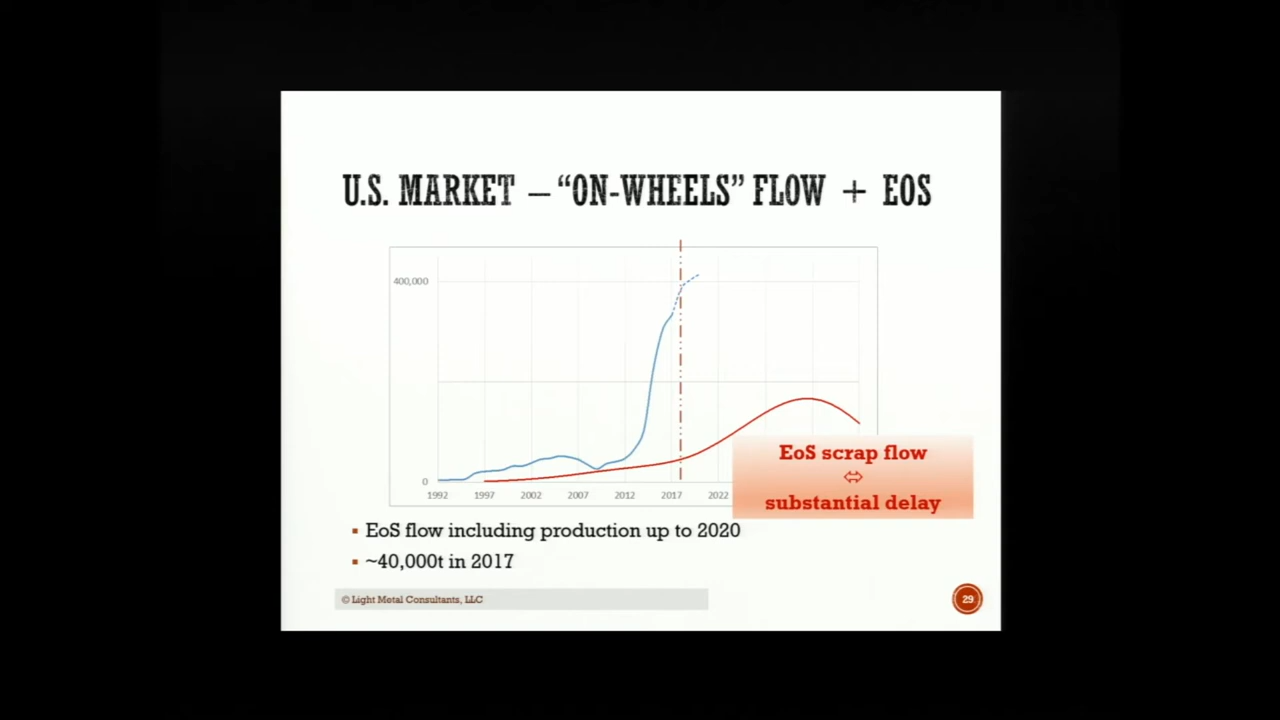 U.S. MARKET – “ON-WHEELS” FLOW + EOS
400,000
0
1992 1997 2002 2007 2012 2017 2022
EoS scrap flow
⇔
substantial delay
▪ EoS flow including production up to 2020
▪ ~40,000t in 2017
© Light Metal Consultants, LLC
29